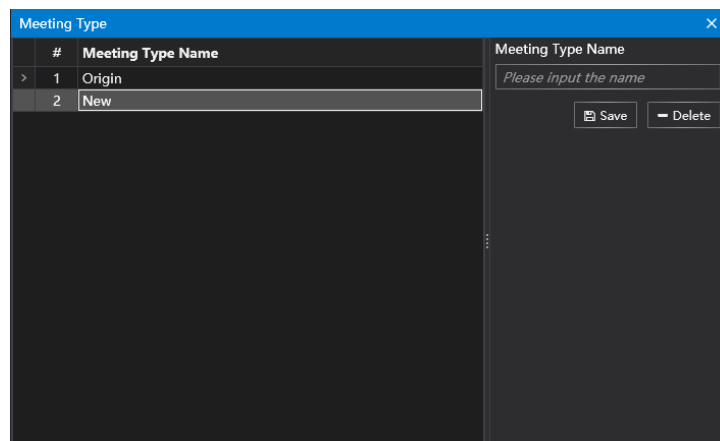 Meeting Type
# Meeting Type Name
1 Origin
2 New
Meeting Type Name
Please input the name
Save Delete